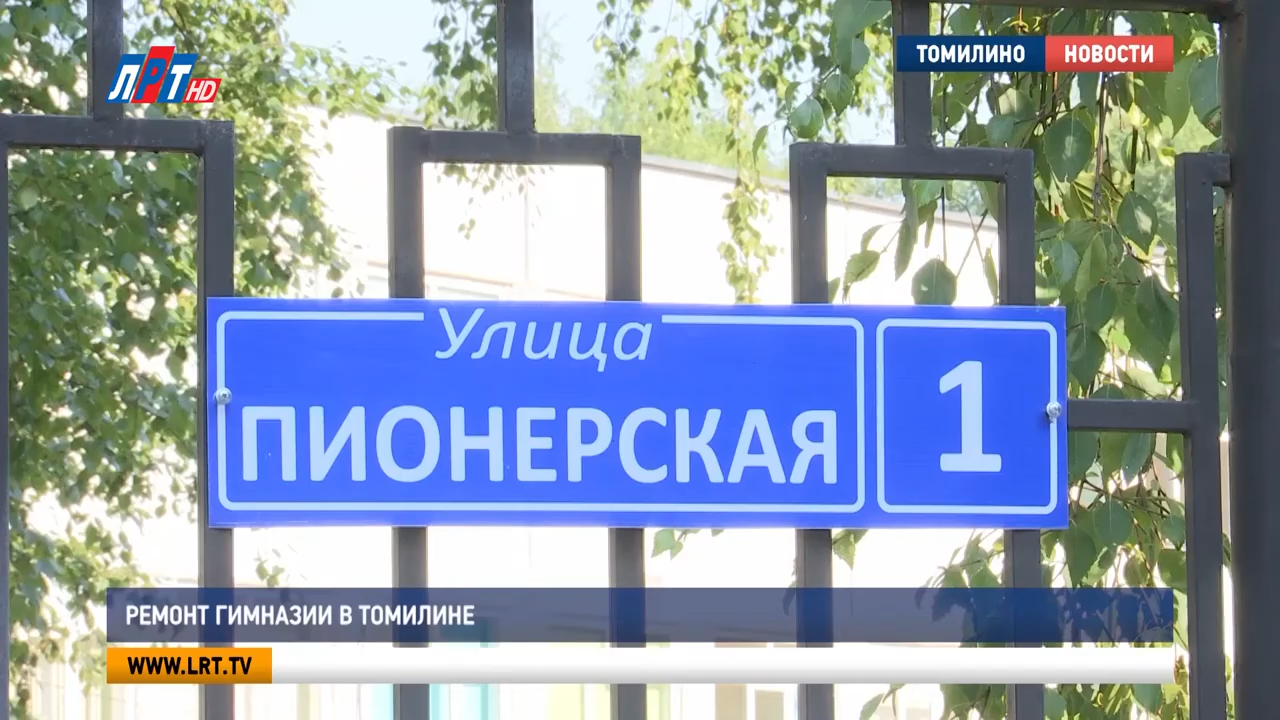 ЛРТ HD
ТОМИЛИНО НОВОСТИ
Улица
ПИОНЕРСКАЯ 1
РЕМОНТ ГИМНАЗИИ В ТОМИЛИНЕ
WWW.LRT.TV